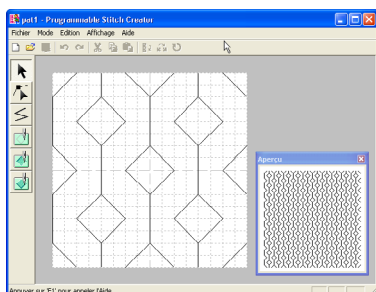 pat1 - Programmable Stitch Creator
Fichier Mode Edition Affichage Aide
Aperçu
Appuyer sur 'F1' pour appeler l'Aide